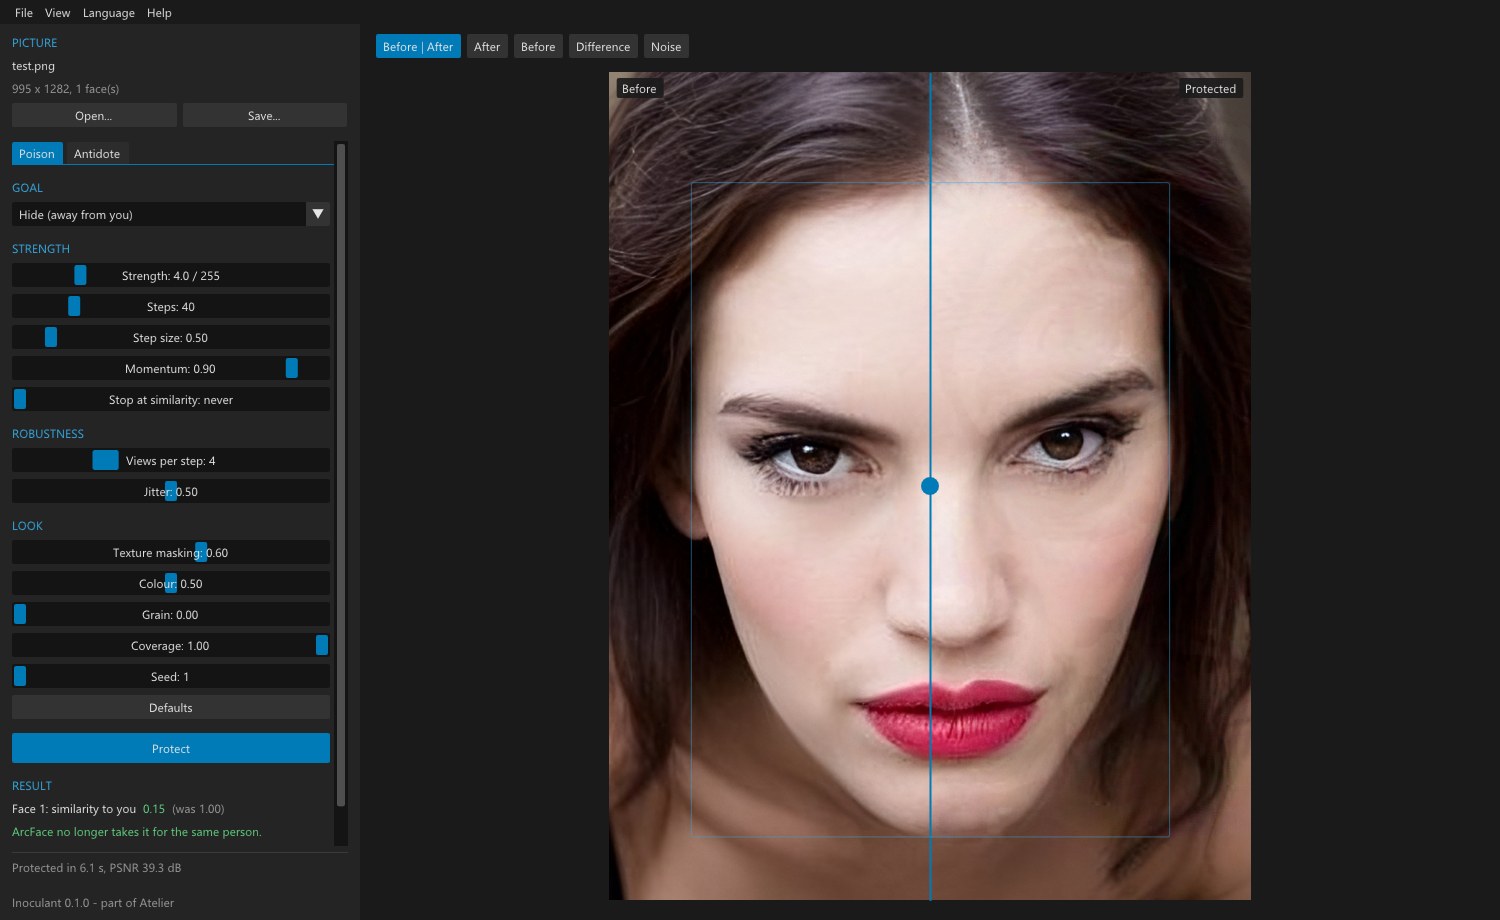 File View Language Help
PICTURE
test.png
995 x 1282, 1 face(s)
Open... Save...
Poison Antidote
GOAL
Hide (away from you)
STRENGTH
Strength: 4.0 / 255
Steps: 40
Step size: 0.50
Momentum: 0.90
Stop at similarity: never
ROBUSTNESS
Views per step: 4
Jitter: 0.50
LOOK
Texture masking: 0.60
Colour: 0.50
Grain: 0.00
Coverage: 1.00
Seed: 1
Defaults
Protect
RESULT
Face 1: similarity to you 0.15 (was 1.00)
ArcFace no longer takes it for the same person.
Protected in 6.1 s, PSNR 39.3 dB
Inoculant 0.1.0 - part of Atelier
Before | After After Before Difference Noise
Before Protected